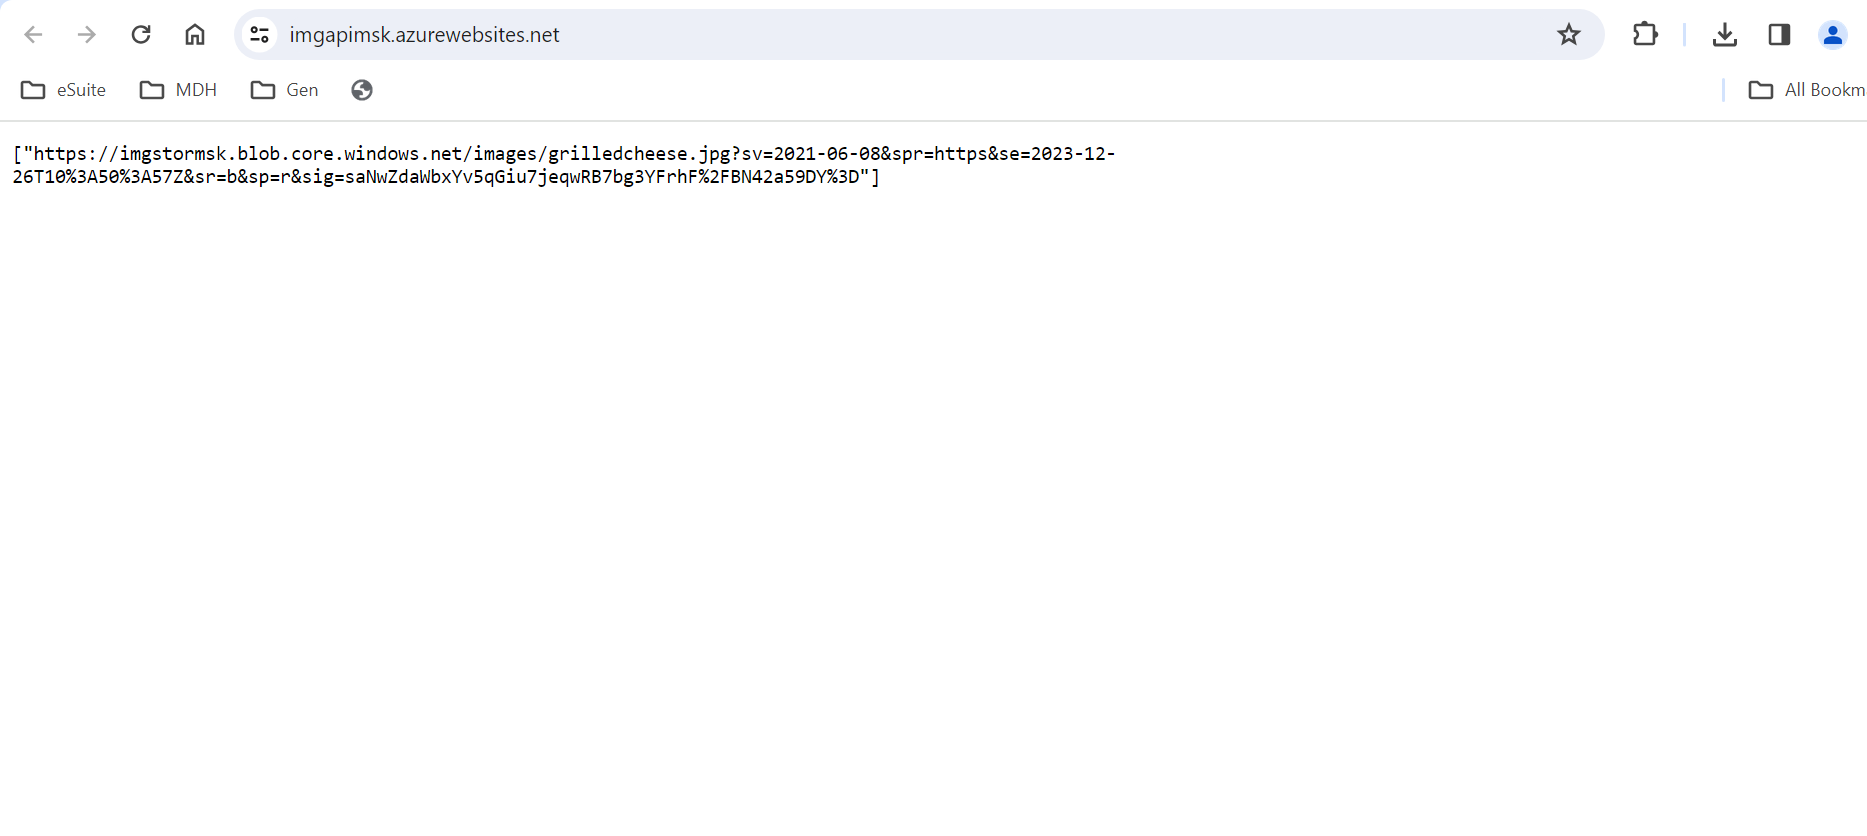 imgapimsk.azurewebsites.net
eSuite MDH Gen All Bookm
["https://imgstormsk.blob.core.windows.net/images/grilledcheese.jpg?sv=2021-06-08&spr=https&se=2023-12-
26T10%3A50%3A57Z&sr=b&sp=r&sig=saNwZdaWbxYv5qGiu7jeqwRB7bg3YFrhF%2FBN42a59DY%3D"]